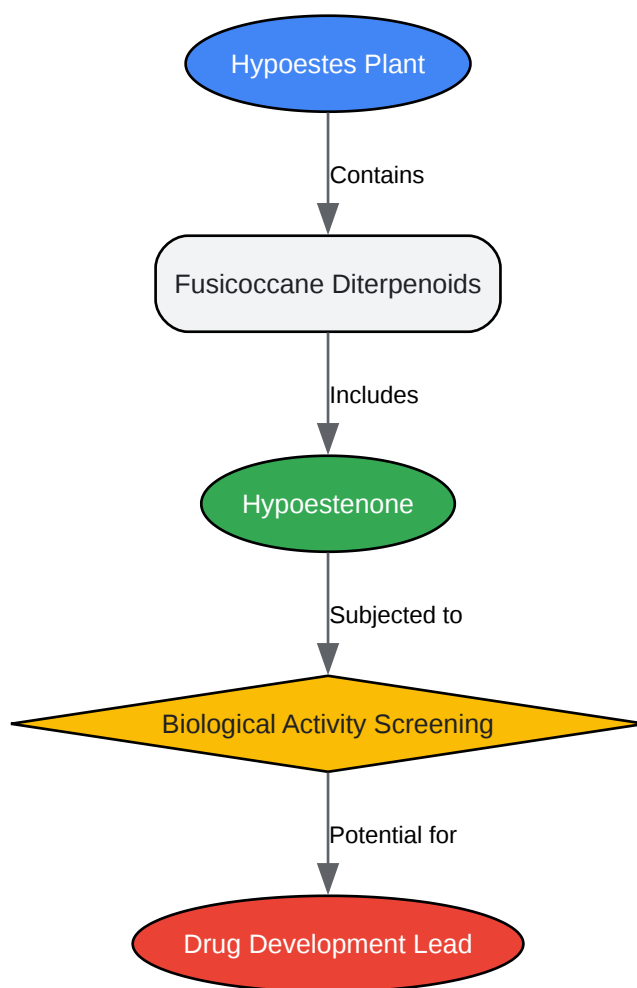 Hypoestes Plant
Contains
Fusicoccane Diterpenoids
Includes
Hypoestenone
Subjected to
Biological Activity Screening
Potential for
Drug Development Lead